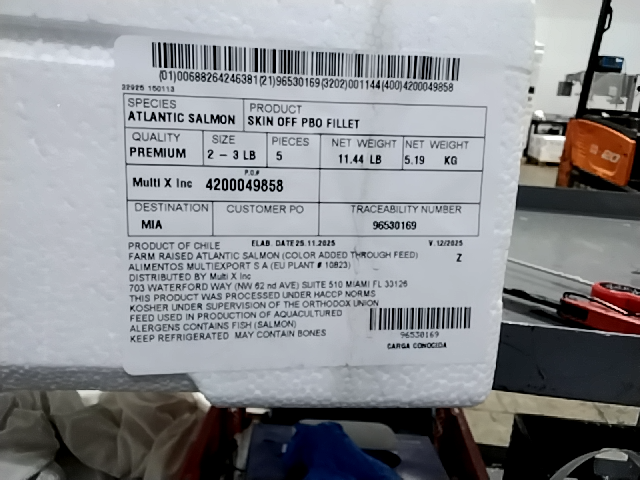 (01)00688264246381(21)96530169(3202)001144(400)4200049858
32925 150113
SPECIES
ATLANTIC SALMON
PRODUCT
SKIN OFF PBO FILLET
QUALITY
PREMIUM
SIZE
2 - 3 LB
PIECES
5
NET WEIGHT
11.44 LB
NET WEIGHT
5.19 KG
P.O#
Multi X Inc 4200049858
DESTINATION
MIA
CUSTOMER PO
TRACEABILITY NUMBER
96530169
PRODUCT OF CHILE ELAB. DATE 25.11.2025 V.12/2025
FARM RAISED ATLANTIC SALMON (COLOR ADDED THROUGH FEED) Z
ALIMENTOS MULTIEXPORT S A (EU PLANT # 10823)
DISTRIBUTED BY Multi X Inc
703 WATERFORD WAY (NW 62 nd AVE) SUITE 510 MIAMI FL 33126
THIS PRODUCT WAS PROCESSED UNDER HACCP NORMS
KOSHER UNDER SUPERVISION OF THE ORTHODOX UNION
FEED USED IN PRODUCTION OF AQUACULTURED
ALERGENS CONTAINS FISH (SALMON)
KEEP REFRIGERATED MAY CONTAIN BONES
96530169
CARGA CONOCIDA